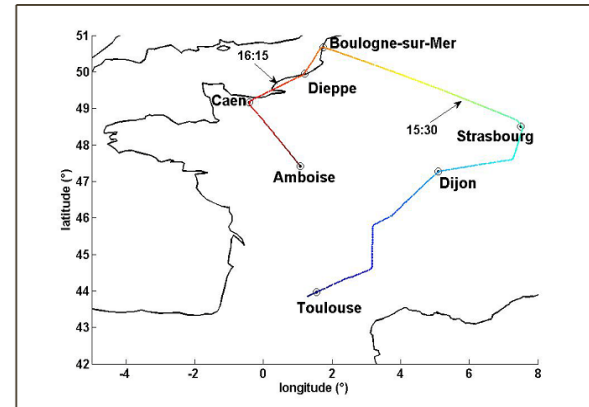 51
50
49
48
47
46
45
44
43
42
latitude (°)
-4
-2
0
2
4
6
8
longitude (°)
Boulogne-sur-Mer
16:15
Dieppe
Caen
15:30
Strasbourg
Amboise
Dijon
Toulouse